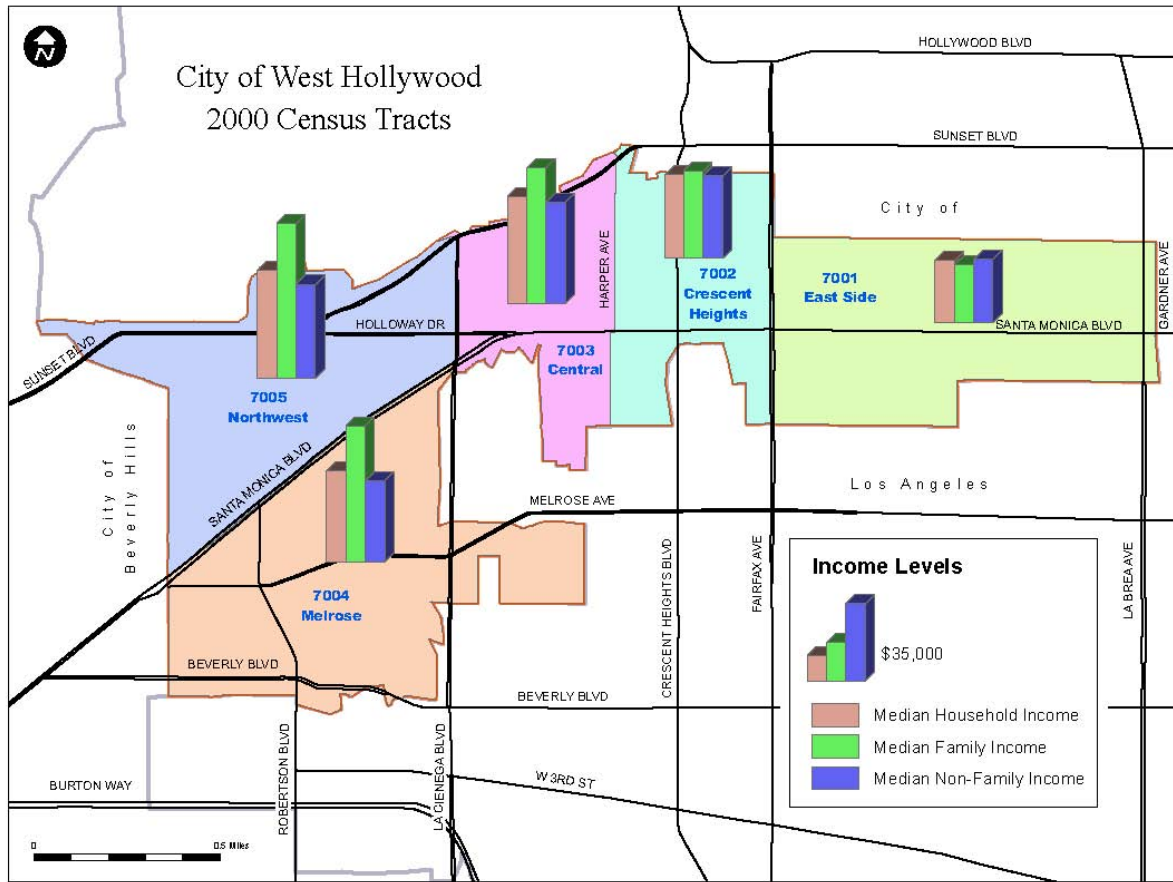 N
City of West Hollywood
2000 Census Tracts
HOLLYWOOD BLVD
SUNSET BLVD
City of
HARPER AVE
7002
Crescent
Heights
7001
East Side
GARDNER AVE
HOLLOWAY DR
SANTA MONICA BLVD
SUNSET BLVD
7003
Central
7005
Northwest
City of
Beverly Hills
SANTA MONICA BLVD
Los Angeles
MELROSE AVE
CRESCENT HEIGHTS BLVD
FAIRFAX AVE
LA BREA AVE
7004
Melrose
BEVERLY BLVD
BEVERLY BLVD
ROBERTSON BLVD
LA CIENEGA BLVD
W 3RD ST
BURTON WAY
0 0.5 Miles
Income Levels
$35,000
Median Household Income
Median Family Income
Median Non-Family Income